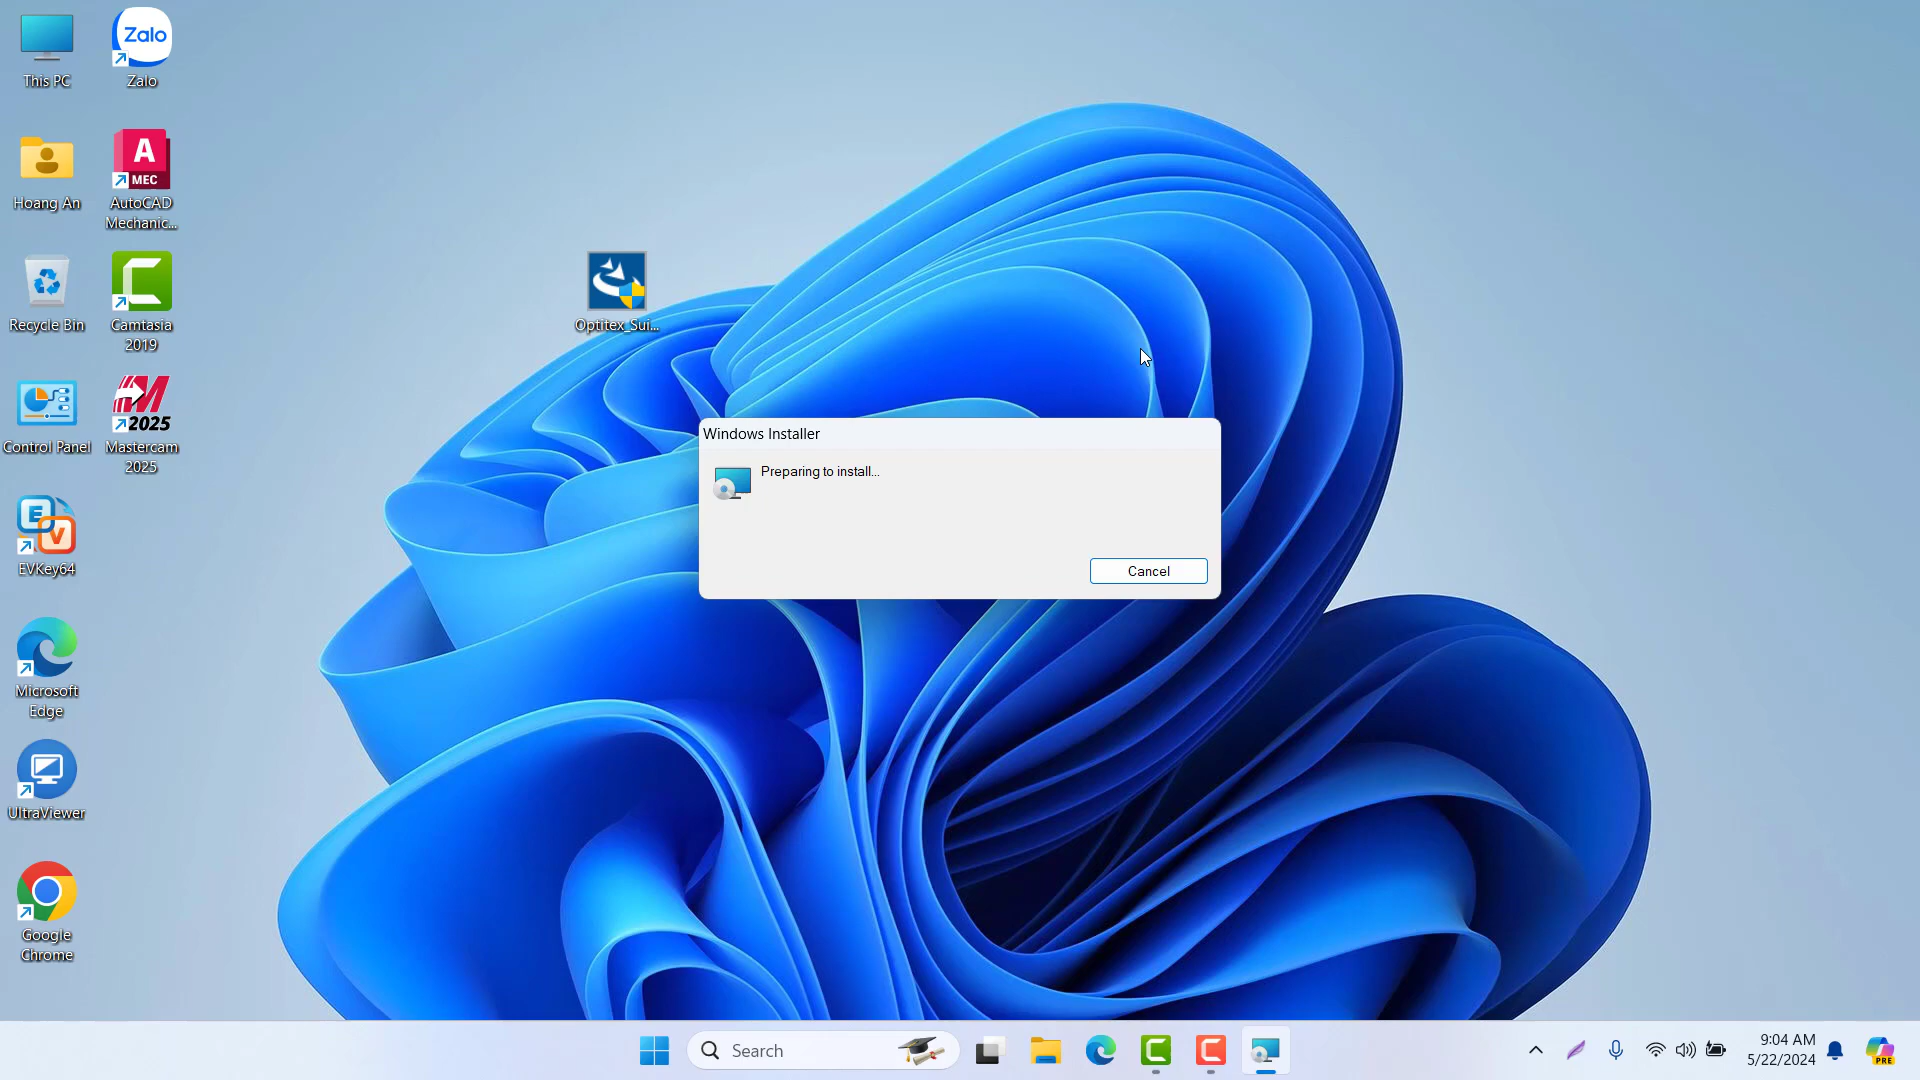 This PC
Zalo
Zalo
Hoang An
A
MEC
AutoCAD
Mechanic...
Recycle Bin
Camtasia
2019
Optitex_Sui...
Control Panel
2025
Mastercam
2025
Windows Installer
Preparing to install...
Cancel
E
V
EVKey64
Microsoft
Edge
UltraViewer
Google
Chrome
Search
9:04 AM
5/22/2024
PRE